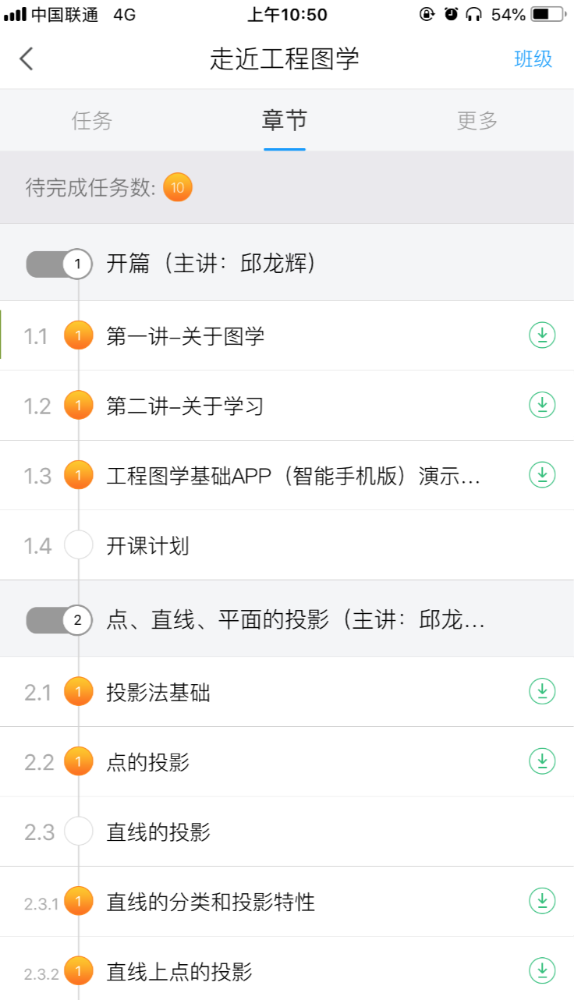 中国联通 4G 上午10:50 54%
走近工程图学 班级
任务 章节 更多
待完成任务数: 10
1 开篇（主讲：邱龙辉）
1.1 1 第一讲–关于图学
1.2 1 第二讲–关于学习
1.3 1 工程图学基础APP（智能手机版）演示...
1.4 开课计划
2 点、直线、平面的投影（主讲：邱龙...
2.1 1 投影法基础
2.2 1 点的投影
2.3 直线的投影
2.3.1 1 直线的分类和投影特性
2.3.2 1 直线上点的投影